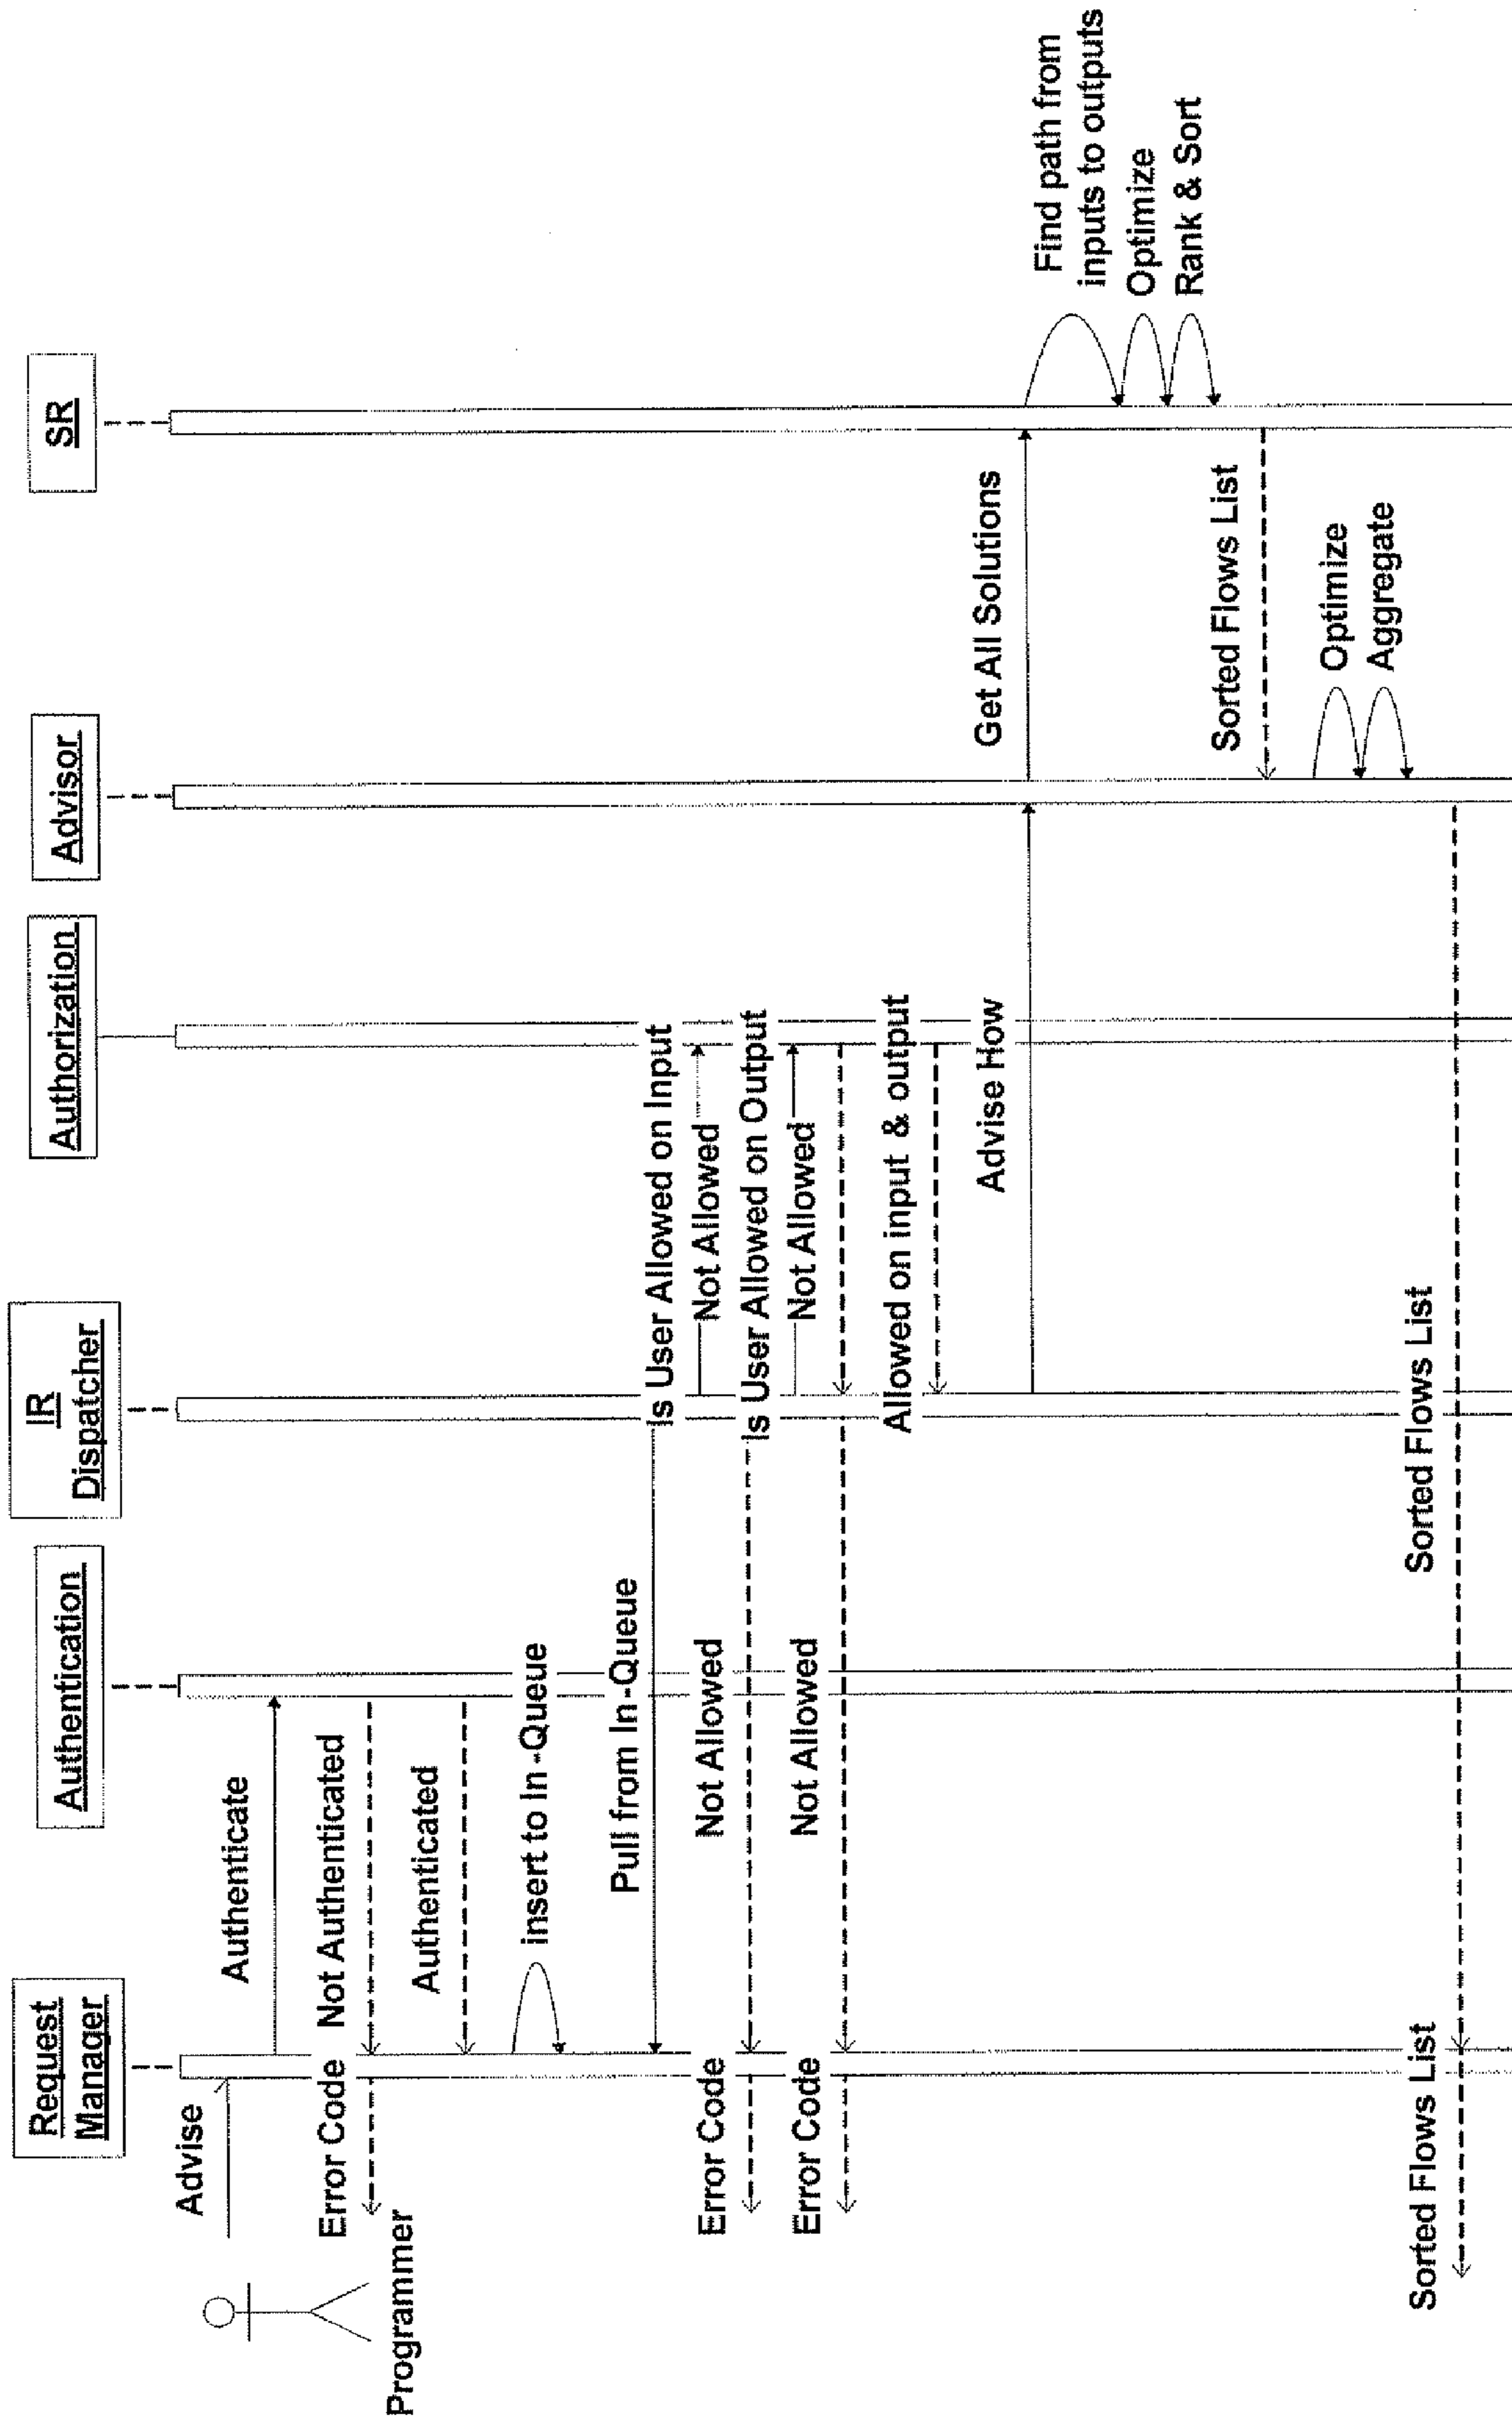 Request
Manager
Authentication
IR
Dispatcher
Authorization
Advisor
SR
Advise
Programmer
Authenticate
Error Code
Not Authenticated
Authenticated
insert to In-Queue
Pull from In-Queue
Is User Allowed on Input
Error Code
Not Allowed
Not Allowed
Is User Allowed on Output
Error Code
Not Allowed
Not Allowed
Allowed on input & output
Advise How
Get All Solutions
Find path from
inputs to outputs
Optimize
Rank & Sort
Sorted Flows List
Optimize
Aggregate
Sorted Flows List
Sorted Flows List